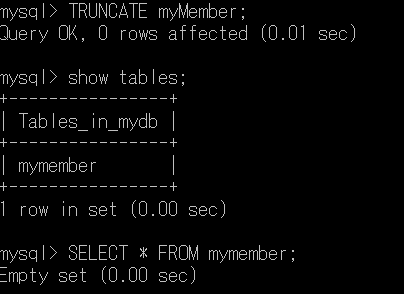 mysql> TRUNCATE myMember;
Query OK, 0 rows affected (0.01 sec)
mysql> show tables;
+----------------+
| Tables_in_mydb |
+----------------+
| mymember       |
+----------------+
1 row in set (0.00 sec)
mysql> SELECT * FROM mymember;
Empty set (0.00 sec)